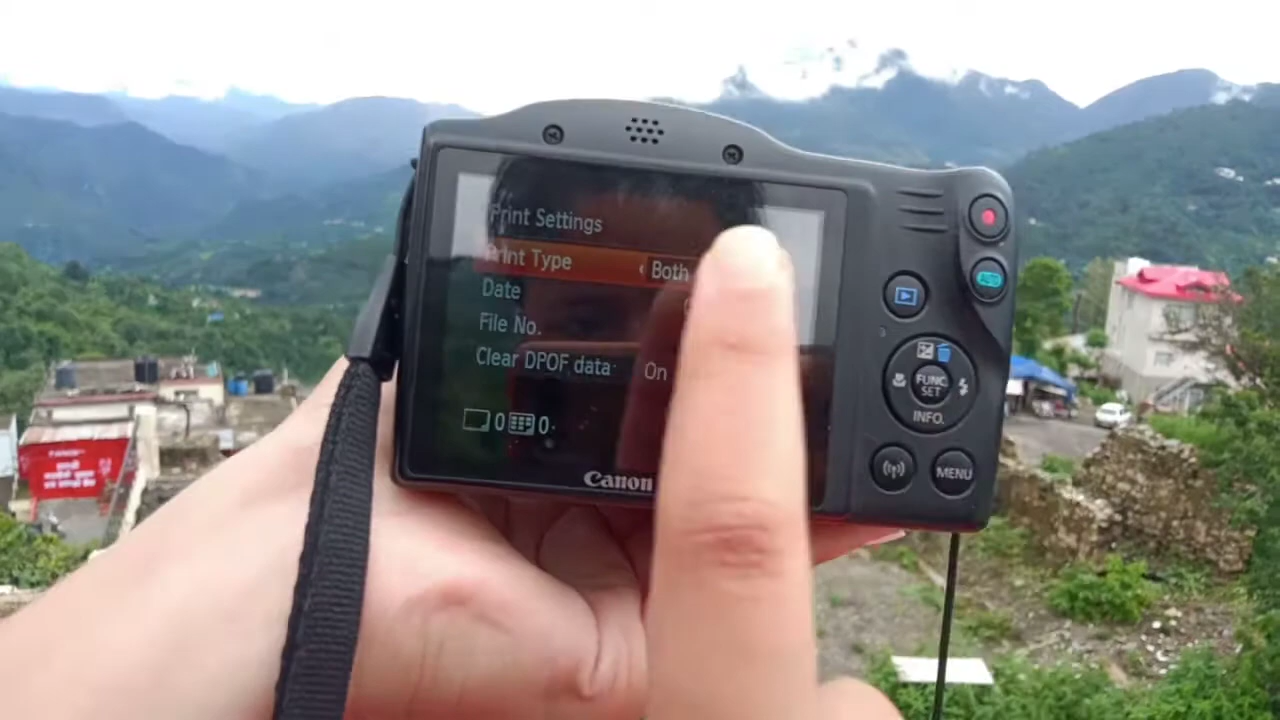 Print Settings
Print Type Both
Date
File No.
Clear DPOF data On
0 0
Canon
FUNC.
SET
INFO.
MENU